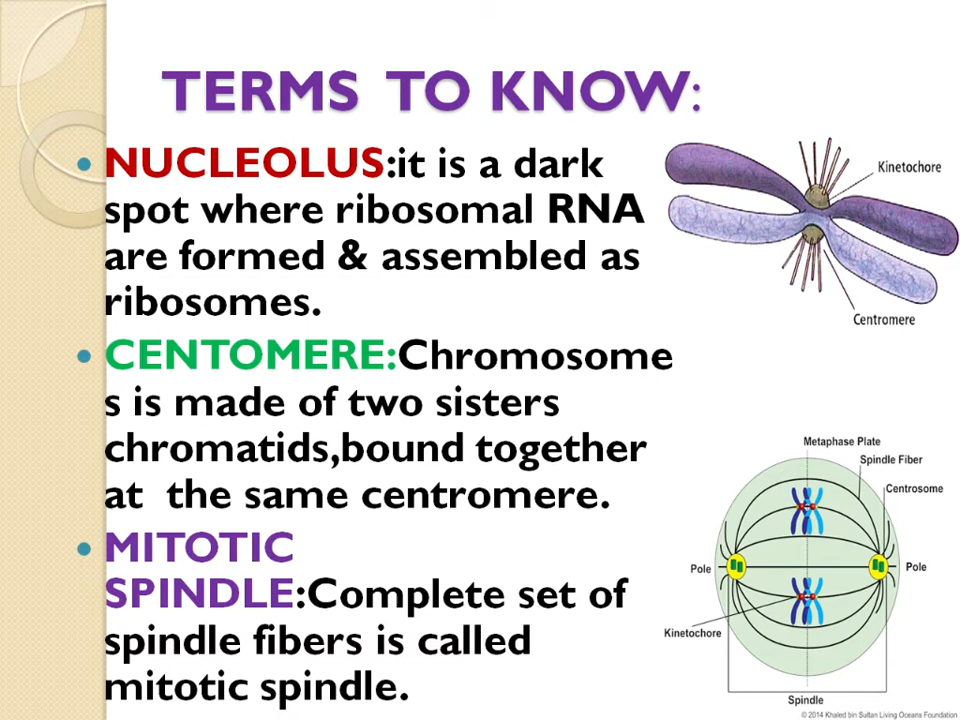 TERMS TO KNOW:
• NUCLEOLUS:it is a dark
spot where ribosomal RNA
are formed & assembled as
ribosomes.
• CENTOMERE:Chromosome
s is made of two sisters
chromatids,bound together
at the same centromere.
• MITOTIC
SPINDLE:Complete set of
spindle fibers is called
mitotic spindle.
Kinetochore
Centromere
Metaphase Plate
Spindle Fiber
Centrosome
Pole
Pole
Kinetochore
Spindle
© 2014 Khaled bin Sultan Living Oceans Foundation